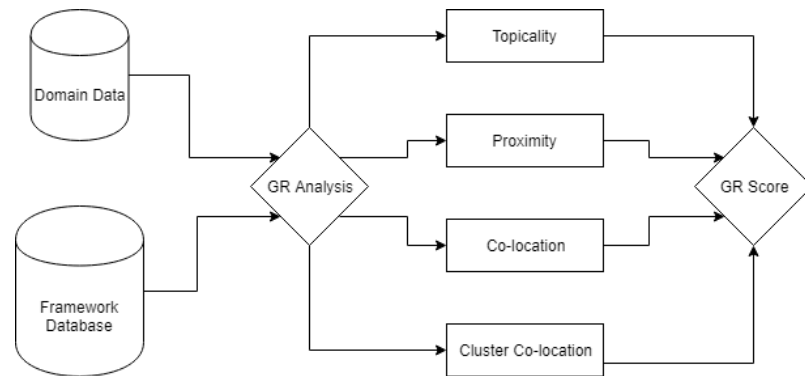 Topicality
Domain Data
Proximity
GR Analysis
GR Score
Co-location
Framework
Database
Cluster Co-location